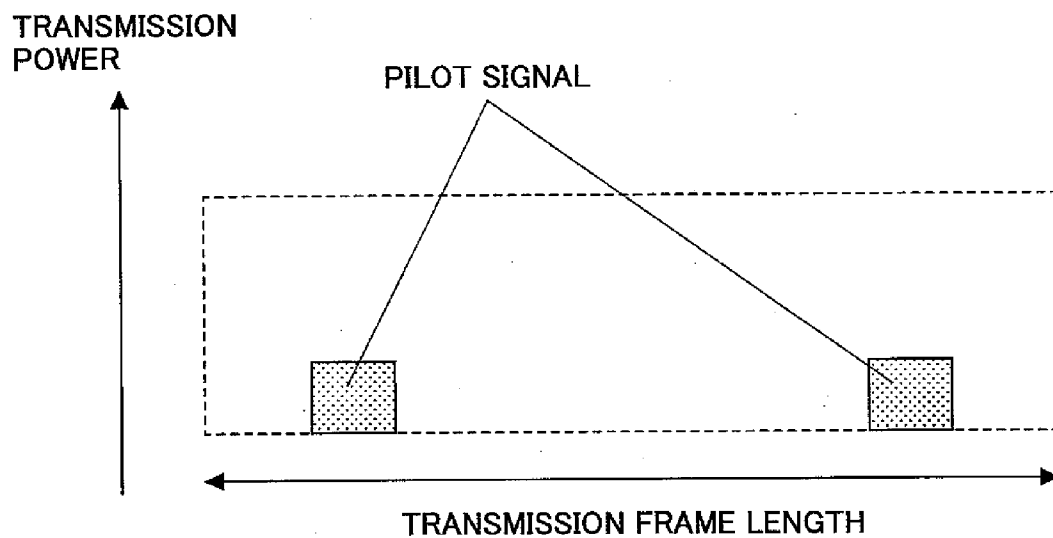 TRANSMISSION
POWER
PILOT SIGNAL
TRANSMISSION FRAME LENGTH